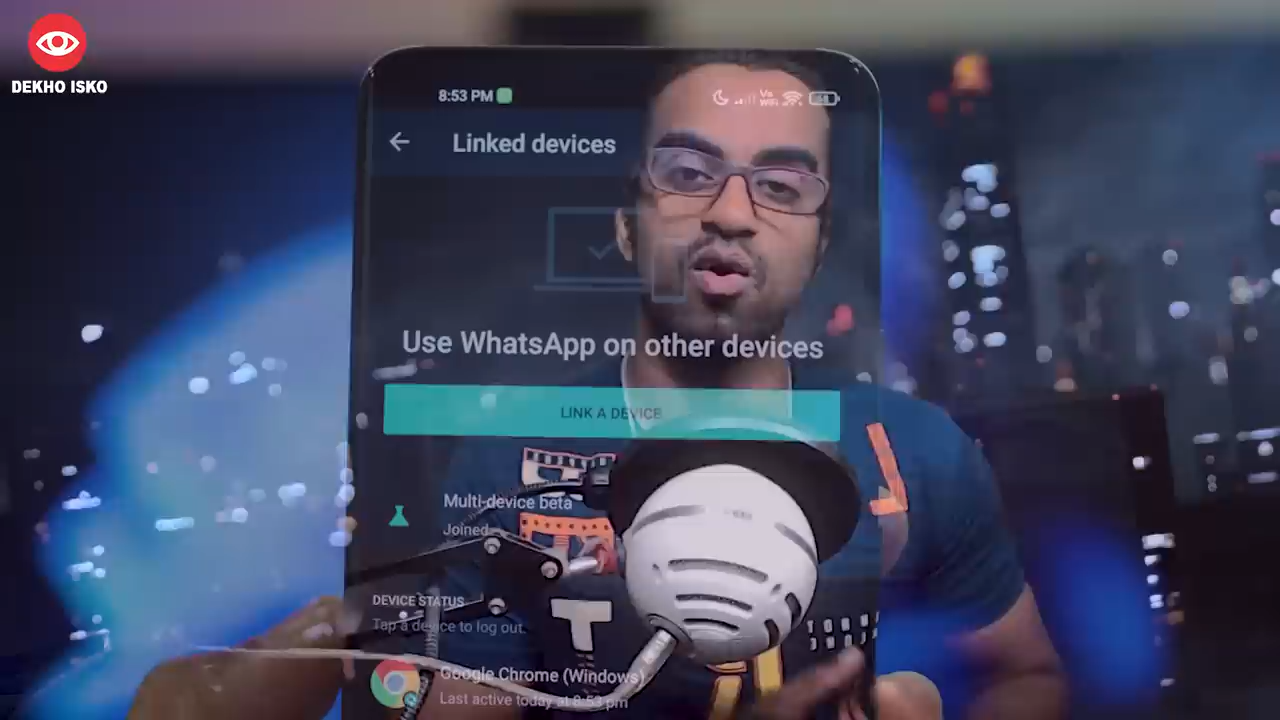 DEKHO ISKO
8:53 PM
Linked devices
Use WhatsApp on other devices
LINK A DEVICE
Multi-device beta
Joined
DEVICE STATUS
Tap a device to log out.
Google Chrome (Windows)
Last active today at 8:53 pm